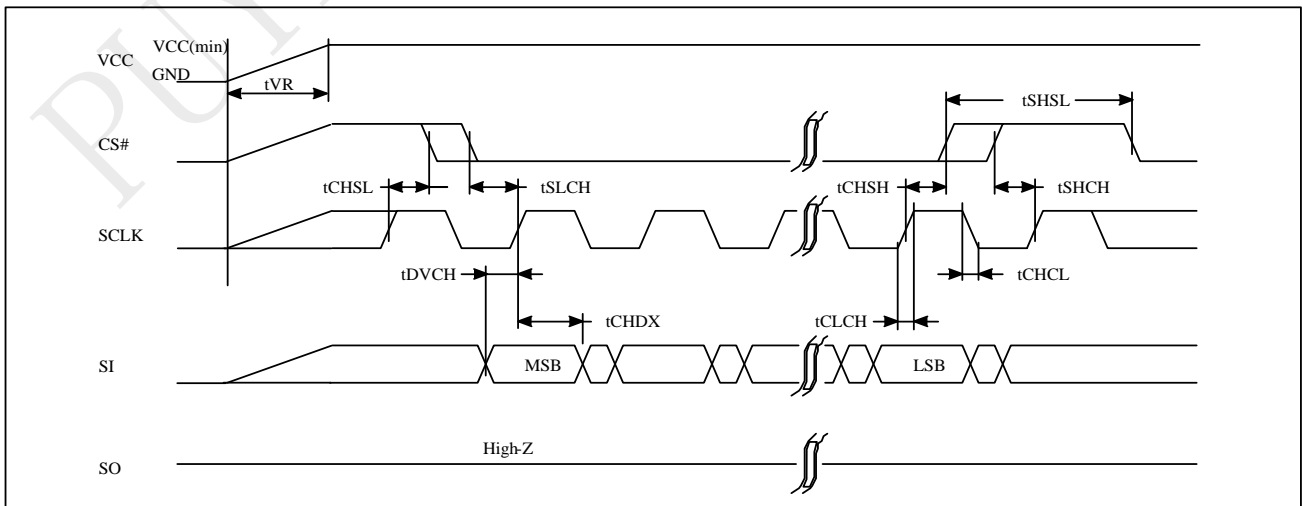 PUY
VCC
VCC(min)
GND
tVR
tSHSL
CS#
tCHSL
tSLCH
tCHSH
tSHCH
SCLK
tDVCH
tCHCL
tCHDX
tCLCH
SI
MSB
LSB
High-Z
SO